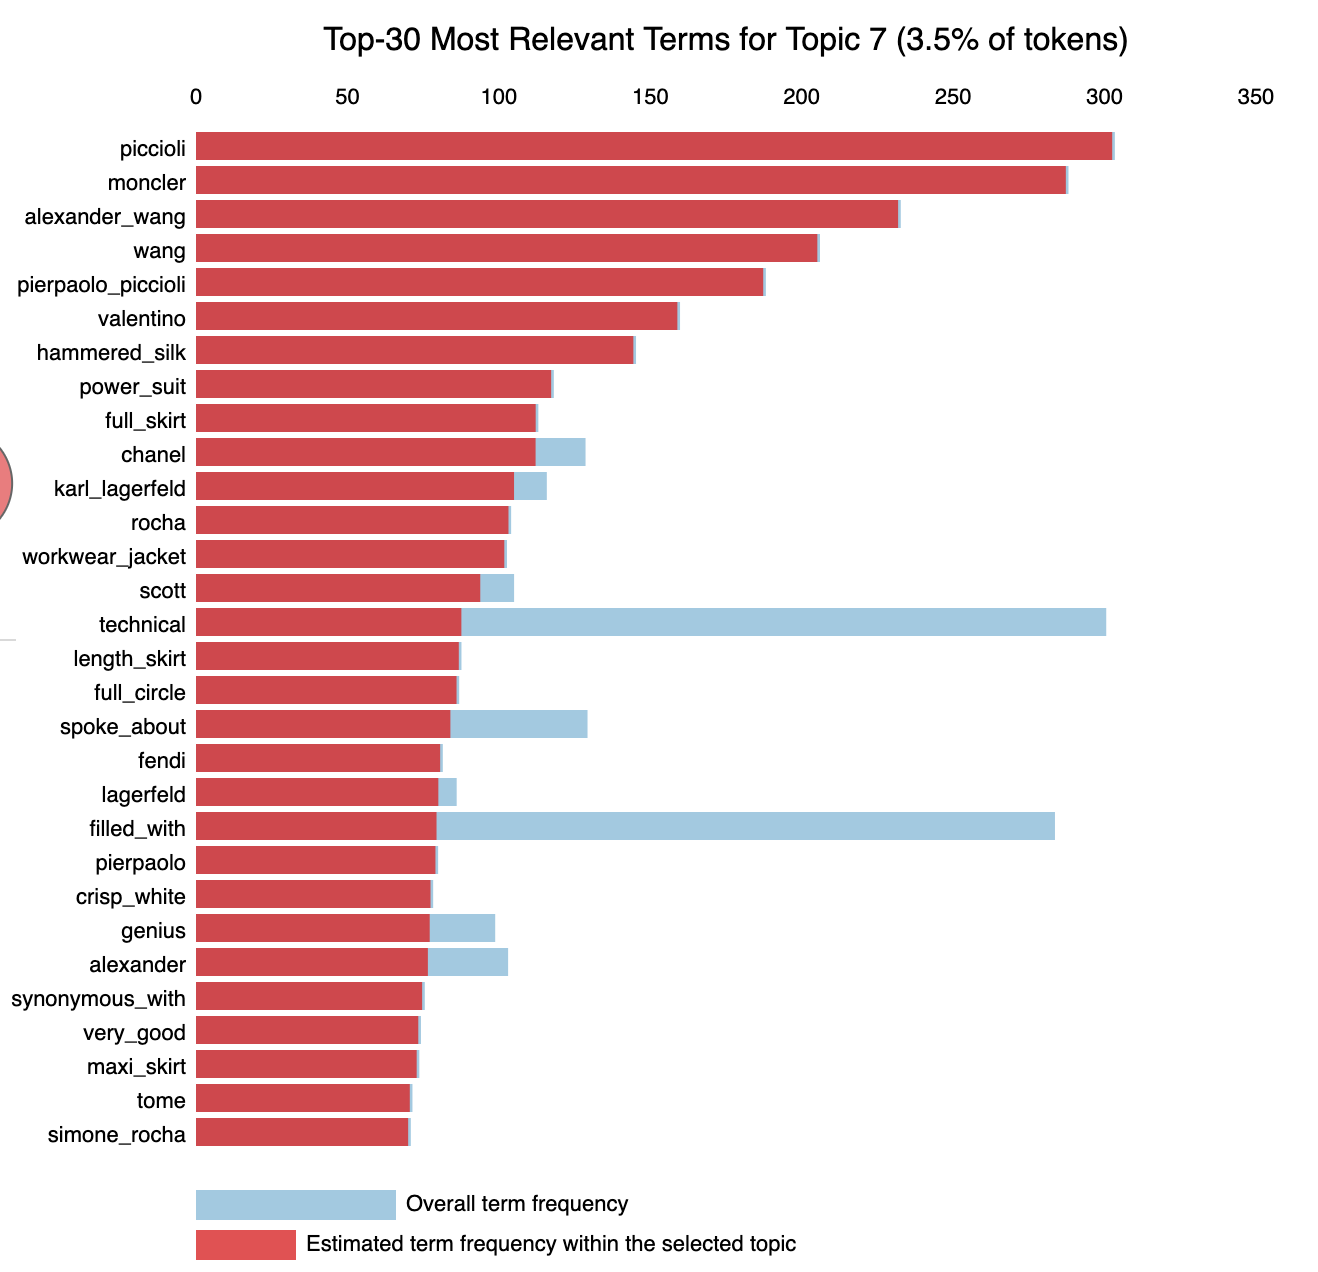 Top-30 Most Relevant Terms for Topic 7 (3.5% of tokens)
0 50 100 150 200 250 300 350
piccioli
moncler
alexander_wang
wang
pierpaolo_piccioli
valentino
hammered_silk
power_suit
full_skirt
chanel
karl_lagerfeld
rocha
workwear_jacket
scott
technical
length_skirt
full_circle
spoke_about
fendi
lagerfeld
filled_with
pierpaolo
crisp_white
genius
alexander
synonymous_with
very_good
maxi_skirt
tome
simone_rocha
Overall term frequency
Estimated term frequency within the selected topic